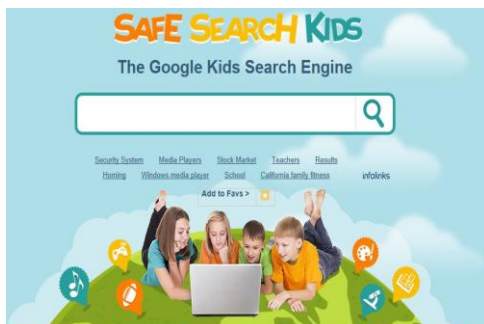 SAFE SEARCH KIDS
The Google Kids Search Engine
Security System Media Players Stock Market Teachers Results
Homing Windows media player School California family fitness infolinks
Add to Favs >